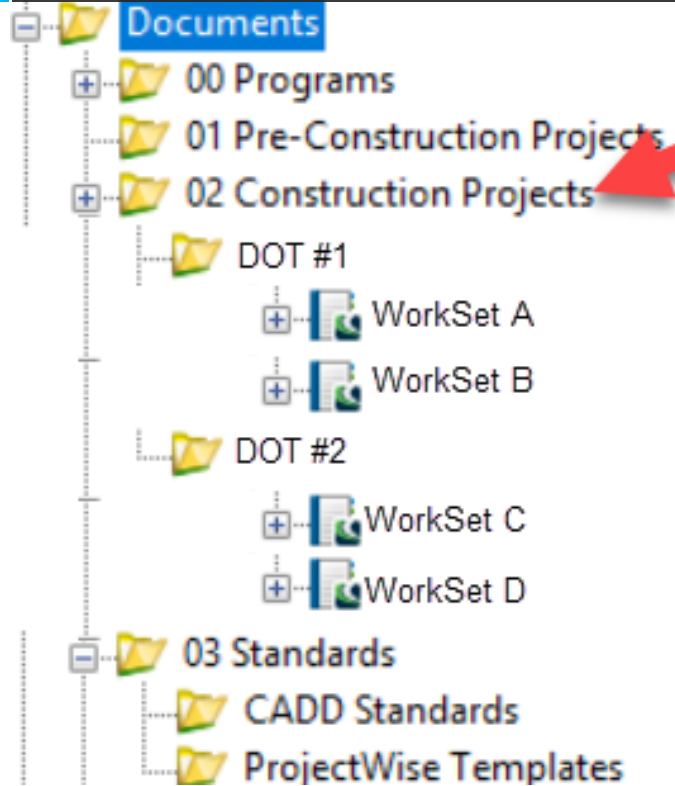 Documents
00 Programs
01 Pre-Construction Projects
02 Construction Projects
DOT #1
WorkSet A
WorkSet B
DOT #2
WorkSet C
WorkSet D
03 Standards
CADD Standards
ProjectWise Templates